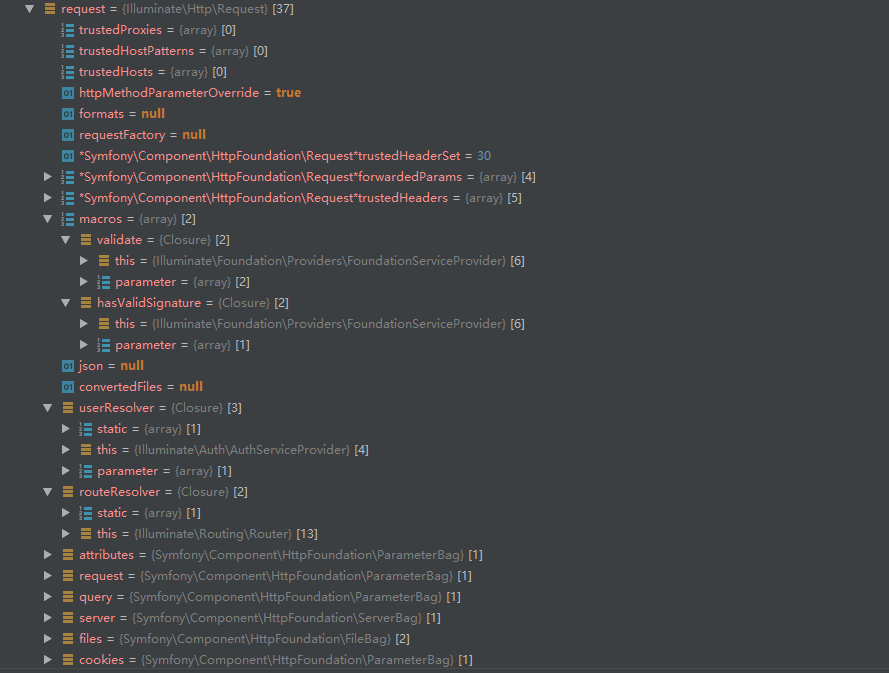 request = {Illuminate\Http\Request} [37]
trustedProxies = {array} [0]
trustedHostPatterns = {array} [0]
trustedHosts = {array} [0]
httpMethodParameterOverride = true
formats = null
requestFactory = null
*Symfony\Component\HttpFoundation\Request*trustedHeaderSet = 30
*Symfony\Component\HttpFoundation\Request*forwardedParams = {array} [4]
*Symfony\Component\HttpFoundation\Request*trustedHeaders = {array} [5]
macros = {array} [2]
validate = {Closure} [2]
this = {Illuminate\Foundation\Providers\FoundationServiceProvider} [6]
parameter = {array} [2]
hasValidSignature = {Closure} [2]
this = {Illuminate\Foundation\Providers\FoundationServiceProvider} [6]
parameter = {array} [1]
json = null
convertedFiles = null
userResolver = {Closure} [3]
static = {array} [1]
this = {Illuminate\Auth\AuthServiceProvider} [4]
parameter = {array} [1]
routeResolver = {Closure} [2]
static = {array} [1]
this = {Illuminate\Routing\Router} [13]
attributes = {Symfony\Component\HttpFoundation\ParameterBag} [1]
request = {Symfony\Component\HttpFoundation\ParameterBag} [1]
query = {Symfony\Component\HttpFoundation\ParameterBag} [1]
server = {Symfony\Component\HttpFoundation\ServerBag} [1]
files = {Symfony\Component\HttpFoundation\FileBag} [2]
cookies = {Symfony\Component\HttpFoundation\ParameterBag} [1]